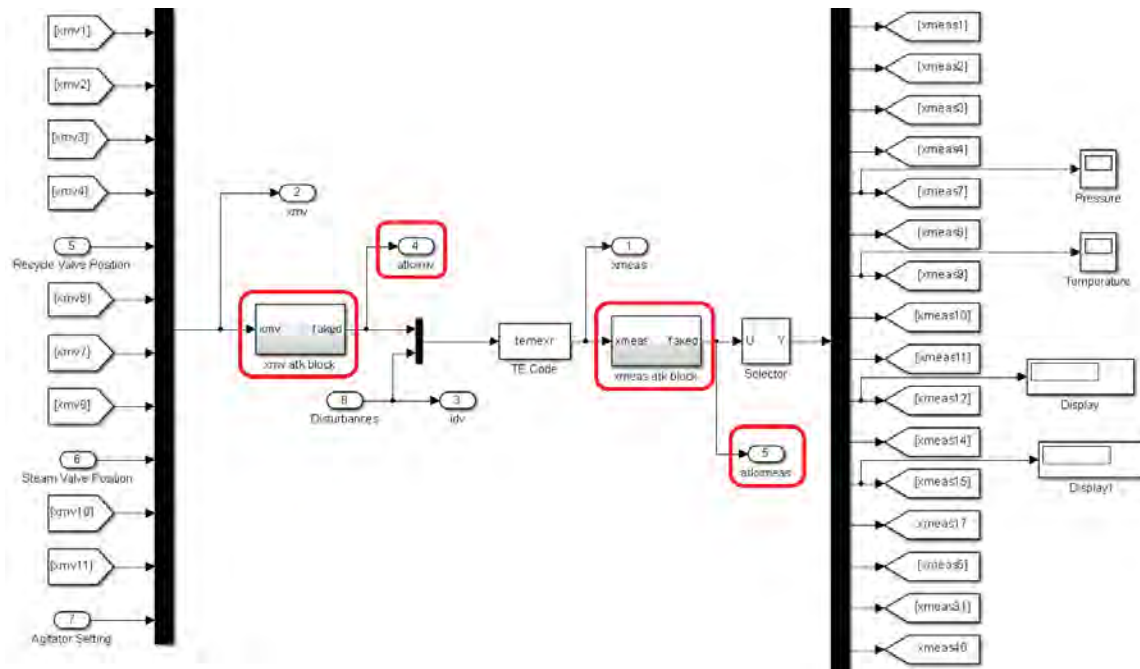 [xmv1]
[xmv2]
[xmv3]
[xmv4]
5
Recycle Valve Position
[xmv6]
[xmv7]
[xmv8]
6
Steam Valve Position
[xmv10]
[xmv11]
7
Agitator Setting
2
xmv
4
atkxmv
xmv faked
xmv atk block
8
Disturbances
3
idv
temexr
TE Code
1
xmeas
xmeas faked
xmeas atk block
5
atkxmeas
U Y
Selector
[xmeas1]
[xmeas2]
[xmeas3]
[xmeas4]
[xmeas7]
[xmeas9]
[xmeas10]
[xmeas11]
[xmeas12]
[xmeas14]
[xmeas15]
xmeas17
[xmeas31]
xmeas40
Pressure
Temperature
Display
Display1